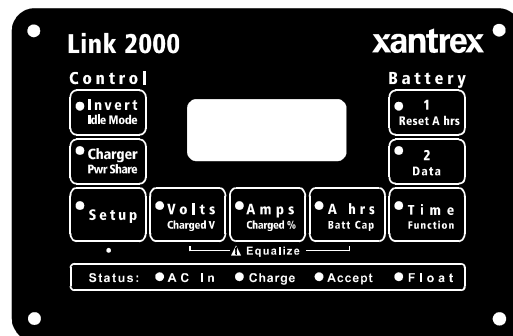 Link 2000 xantrex
Control Battery
Invert
Idle Mode
1
Reset A hrs
Charger
Pwr Share
2
Data
Setup
Volts
Charged V
Amps
Charged %
A hrs
Batt Cap
Time
Function
Equalize
Status: AC In Charge Accept Float